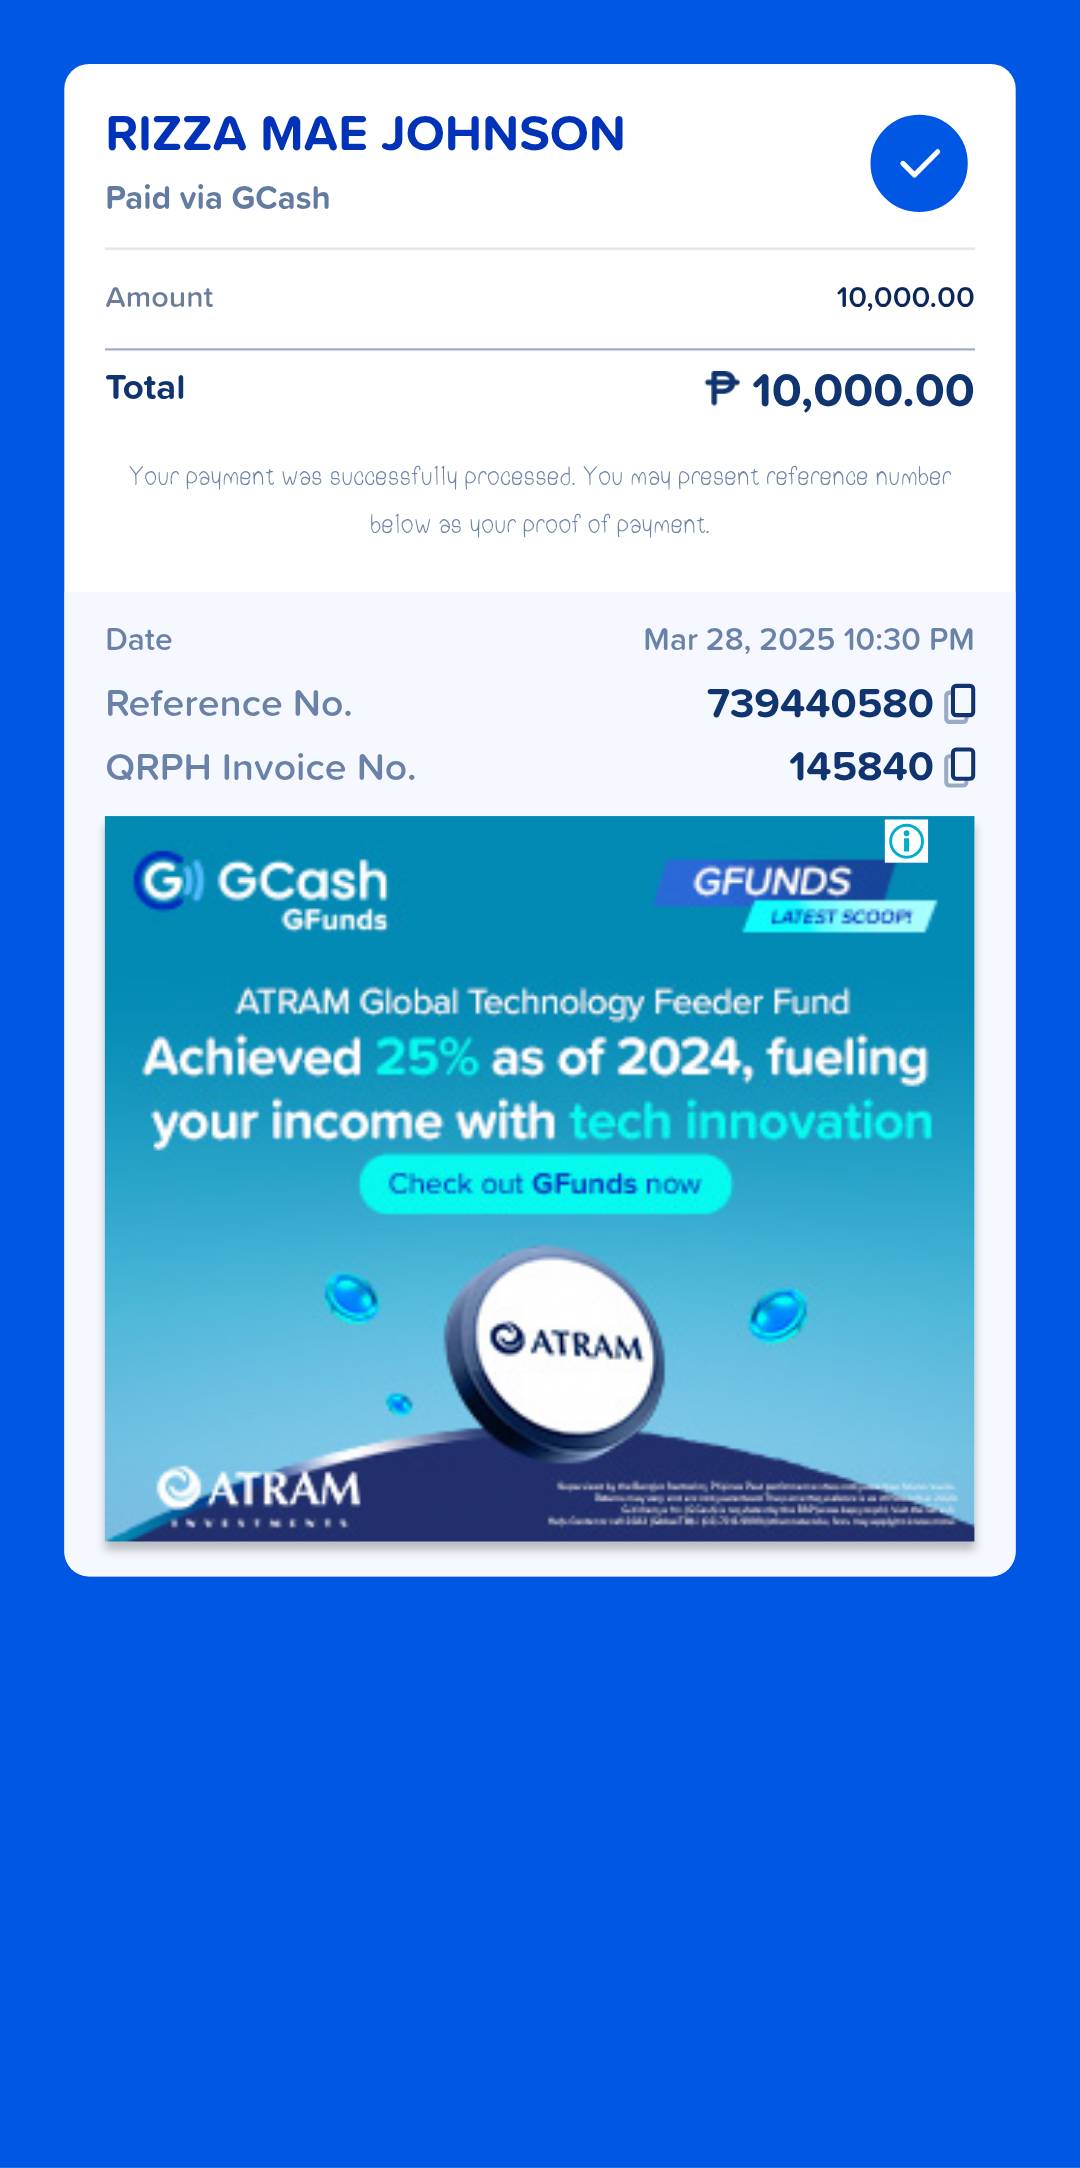 RIZZA MAE JOHNSON
Paid via GCash
Amount 10,000.00
Total ₱ 10,000.00
Your payment was successfully processed. You may present reference number
below as your proof of payment.
Date Mar 28, 2025 10:30 PM
Reference No. 739440580
QRPH Invoice No. 145840
G GCash
GFunds
GFUNDS
LATEST SCOOP!
ATRAM Global Technology Feeder Fund
Achieved 25% as of 2024, fueling
your income with tech innovation
Check out GFunds now
ATRAM
ATRAM
INVESTMENTS